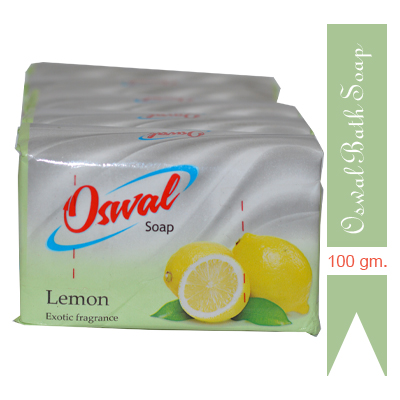 Oswal
Soap
Lemon
Exotic fragrance
Oswal Bath Soap
100 gm.